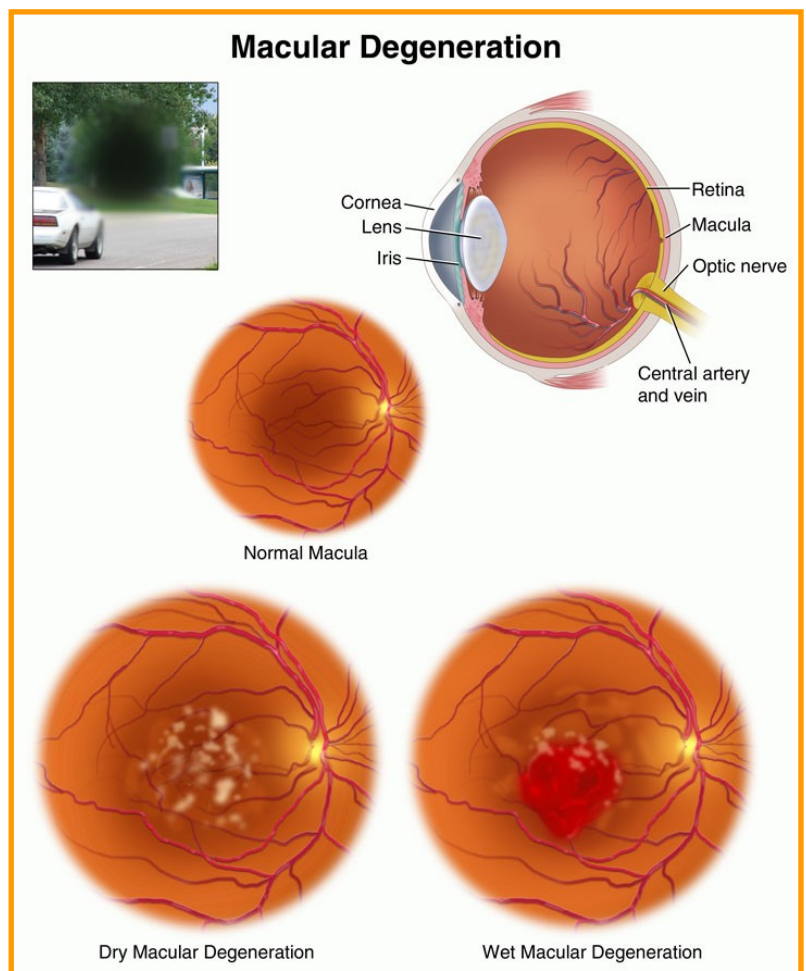 Macular Degeneration
Cornea
Lens
Iris
Retina
Macula
Optic nerve
Central artery
and vein
Normal Macula
Dry Macular Degeneration
Wet Macular Degeneration